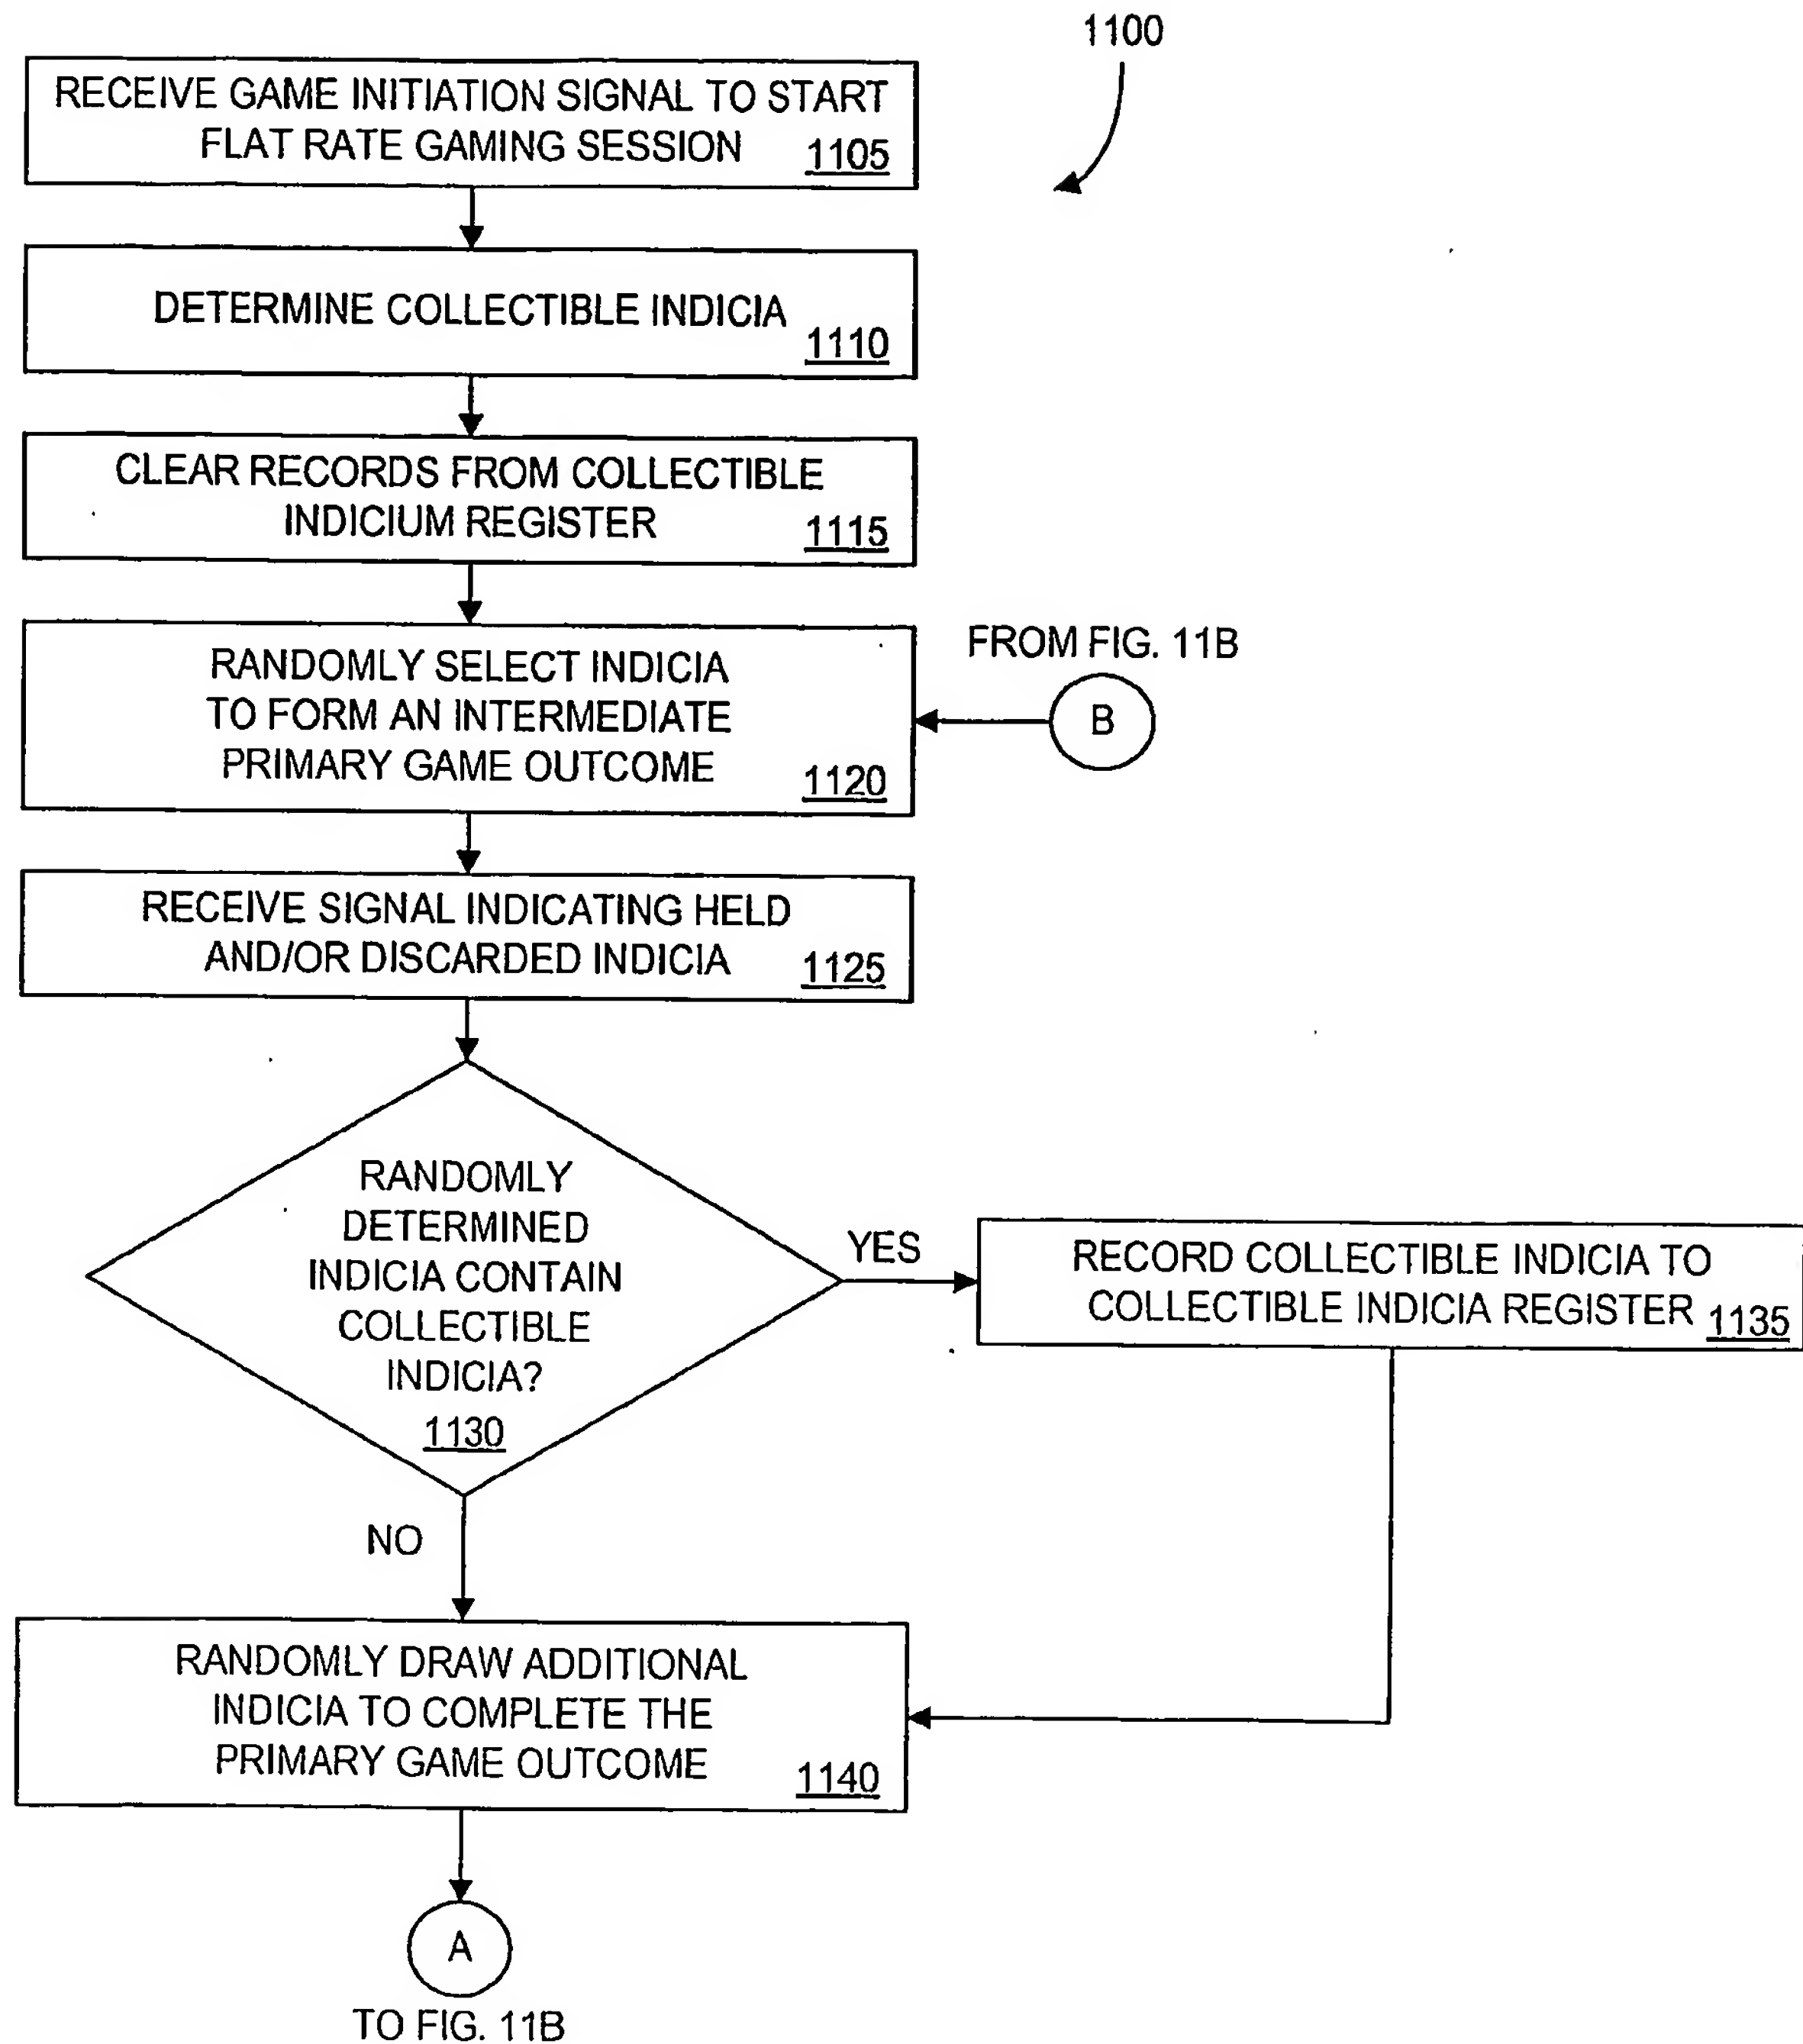 1100
RECEIVE GAME INITIATION SIGNAL TO START
FLAT RATE GAMING SESSION 1105
DETERMINE COLLECTIBLE INDICIA
1110
CLEAR RECORDS FROM COLLECTIBLE
INDICIUM REGISTER 1115
FROM FIG. 11B
B
RANDOMLY SELECT INDICIA
TO FORM AN INTERMEDIATE
PRIMARY GAME OUTCOME 1120
RECEIVE SIGNAL INDICATING HELD
AND/OR DISCARDED INDICIA 1125
RANDOMLY
DETERMINED
INDICIA CONTAIN
COLLECTIBLE
INDICIA?
1130
YES
RECORD COLLECTIBLE INDICIA TO
COLLECTIBLE INDICIA REGISTER 1135
NO
RANDOMLY DRAW ADDITIONAL
INDICIA TO COMPLETE THE
PRIMARY GAME OUTCOME 1140
A
TO FIG. 11B